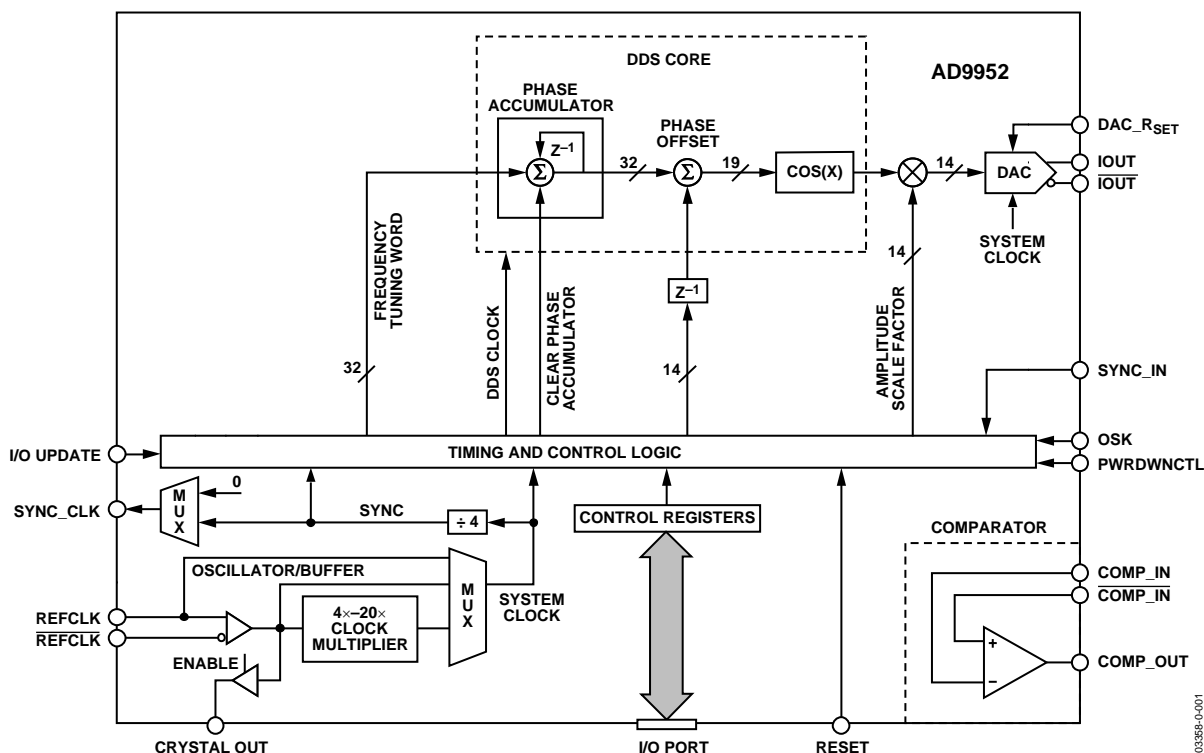 DDS CORE
AD9952
PHASE
ACCUMULATOR
PHASE
OFFSET
DAC_RSET
Z–1
Σ
32
Σ
19
COS(X)
14
DAC
IOUT
IOUT
SYSTEM
CLOCK
FREQUENCY
TUNING WORD
DDS CLOCK
CLEAR PHASE
ACCUMULATOR
Z–1
14
AMPLITUDE
SCALE FACTOR
32
14
SYNC_IN
I/O UPDATE
TIMING AND CONTROL LOGIC
OSK
PWRDWNCTL
SYNC_CLK
MUX
0
SYNC
÷ 4
CONTROL REGISTERS
COMPARATOR
OSCILLATOR/BUFFER
REFCLK
REFCLK
4×–20×
CLOCK
MULTIPLIER
MUX
SYSTEM
CLOCK
ENABLE
COMP_IN
COMP_IN
+
–
COMP_OUT
CRYSTAL OUT
I/O PORT
RESET
03358-0-001